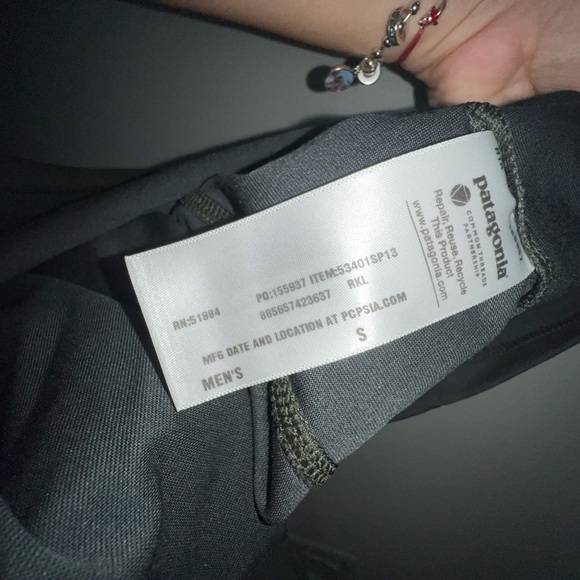 patagonia®
COMMON THREADS
PARTNERSHIP
Repair, Reuse, Recycle
This Product
www.patagonia.com
RN:51884
PO:155937 ITEM:53401SP13
885657423637 RKL
MFG DATE AND LOCATION AT PCPSIA.COM
MEN'S S